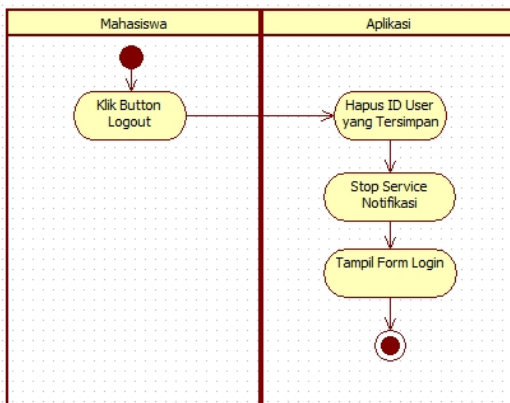 Mahasiswa
Aplikasi
Klik Button
Logout
Hapus ID User
yang Tersimpan
Stop Service
Notifikasi
Tampil Form Login